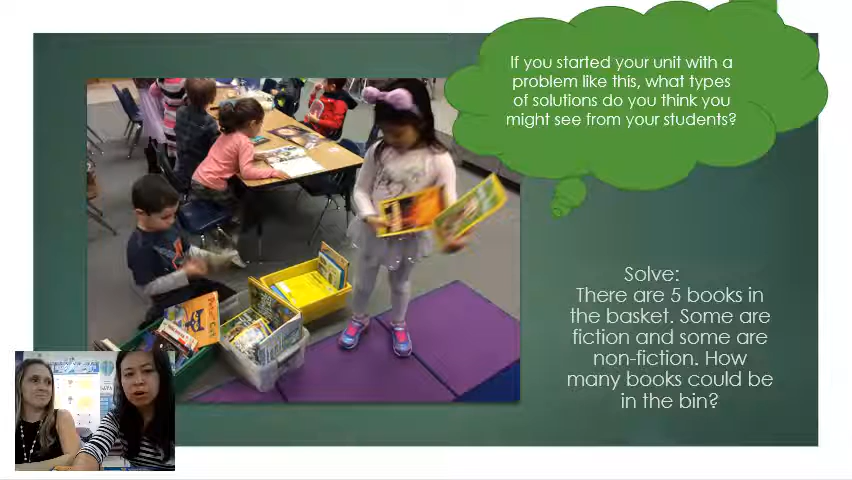 If you started your unit with a
problem like this, what types
of solutions do you think you
might see from your students?
Solve:
There are 5 books in
the basket. Some are
fiction and some are
non-fiction. How
many books could be
in the bin?